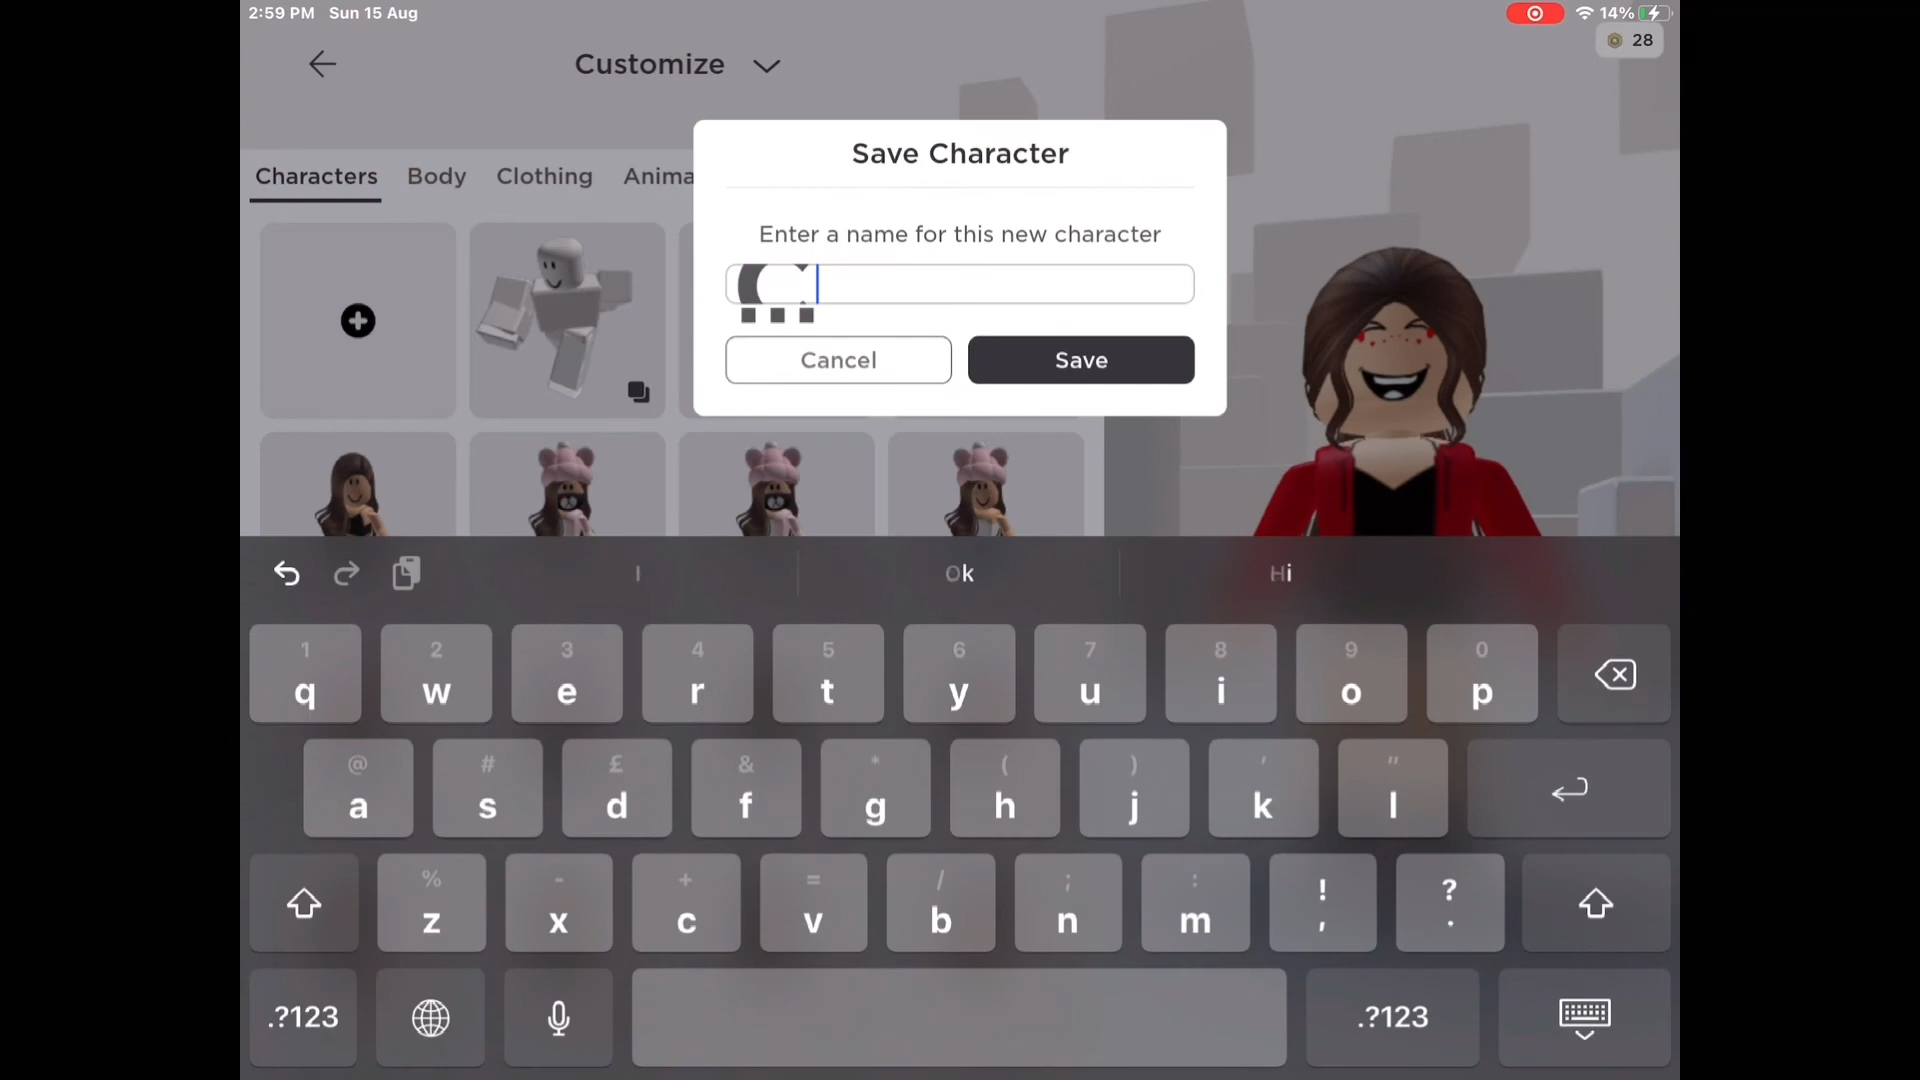 2:59 PM Sun 15 Aug
14%
28
Customize
Characters Body Clothing Anima
Save Character
Enter a name for this new character
C
Cancel Save
I Ok Hi
1 2 3 4 5 6 7 8 9 0
q w e r t y u i o p
@ # £ & * ( ) ' "
a s d f g h j k l
% - + = / ; : ! ?
z x c v b n m , .
.?123 .?123